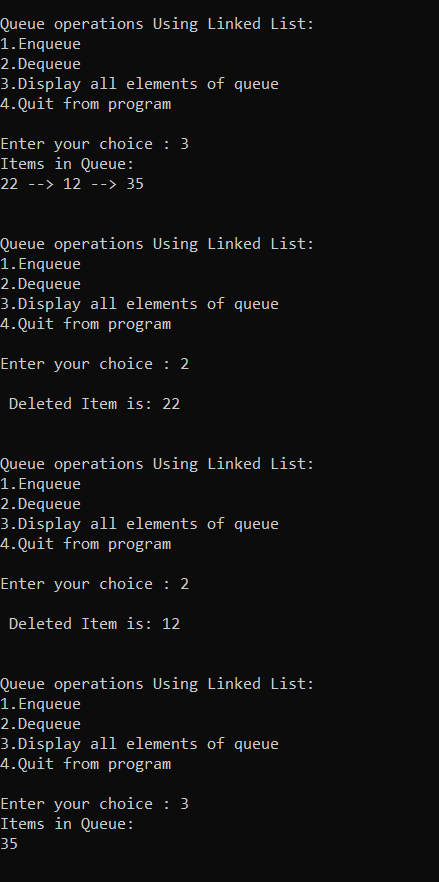 Queue operations Using Linked List:
1.Enqueue
2.Dequeue
3.Display all elements of queue
4.Quit from program
Enter your choice : 3
Items in Queue:
22 --> 12 --> 35
Queue operations Using Linked List:
1.Enqueue
2.Dequeue
3.Display all elements of queue
4.Quit from program
Enter your choice : 2
Deleted Item is: 22
Queue operations Using Linked List:
1.Enqueue
2.Dequeue
3.Display all elements of queue
4.Quit from program
Enter your choice : 2
Deleted Item is: 12
Queue operations Using Linked List:
1.Enqueue
2.Dequeue
3.Display all elements of queue
4.Quit from program
Enter your choice : 3
Items in Queue:
35